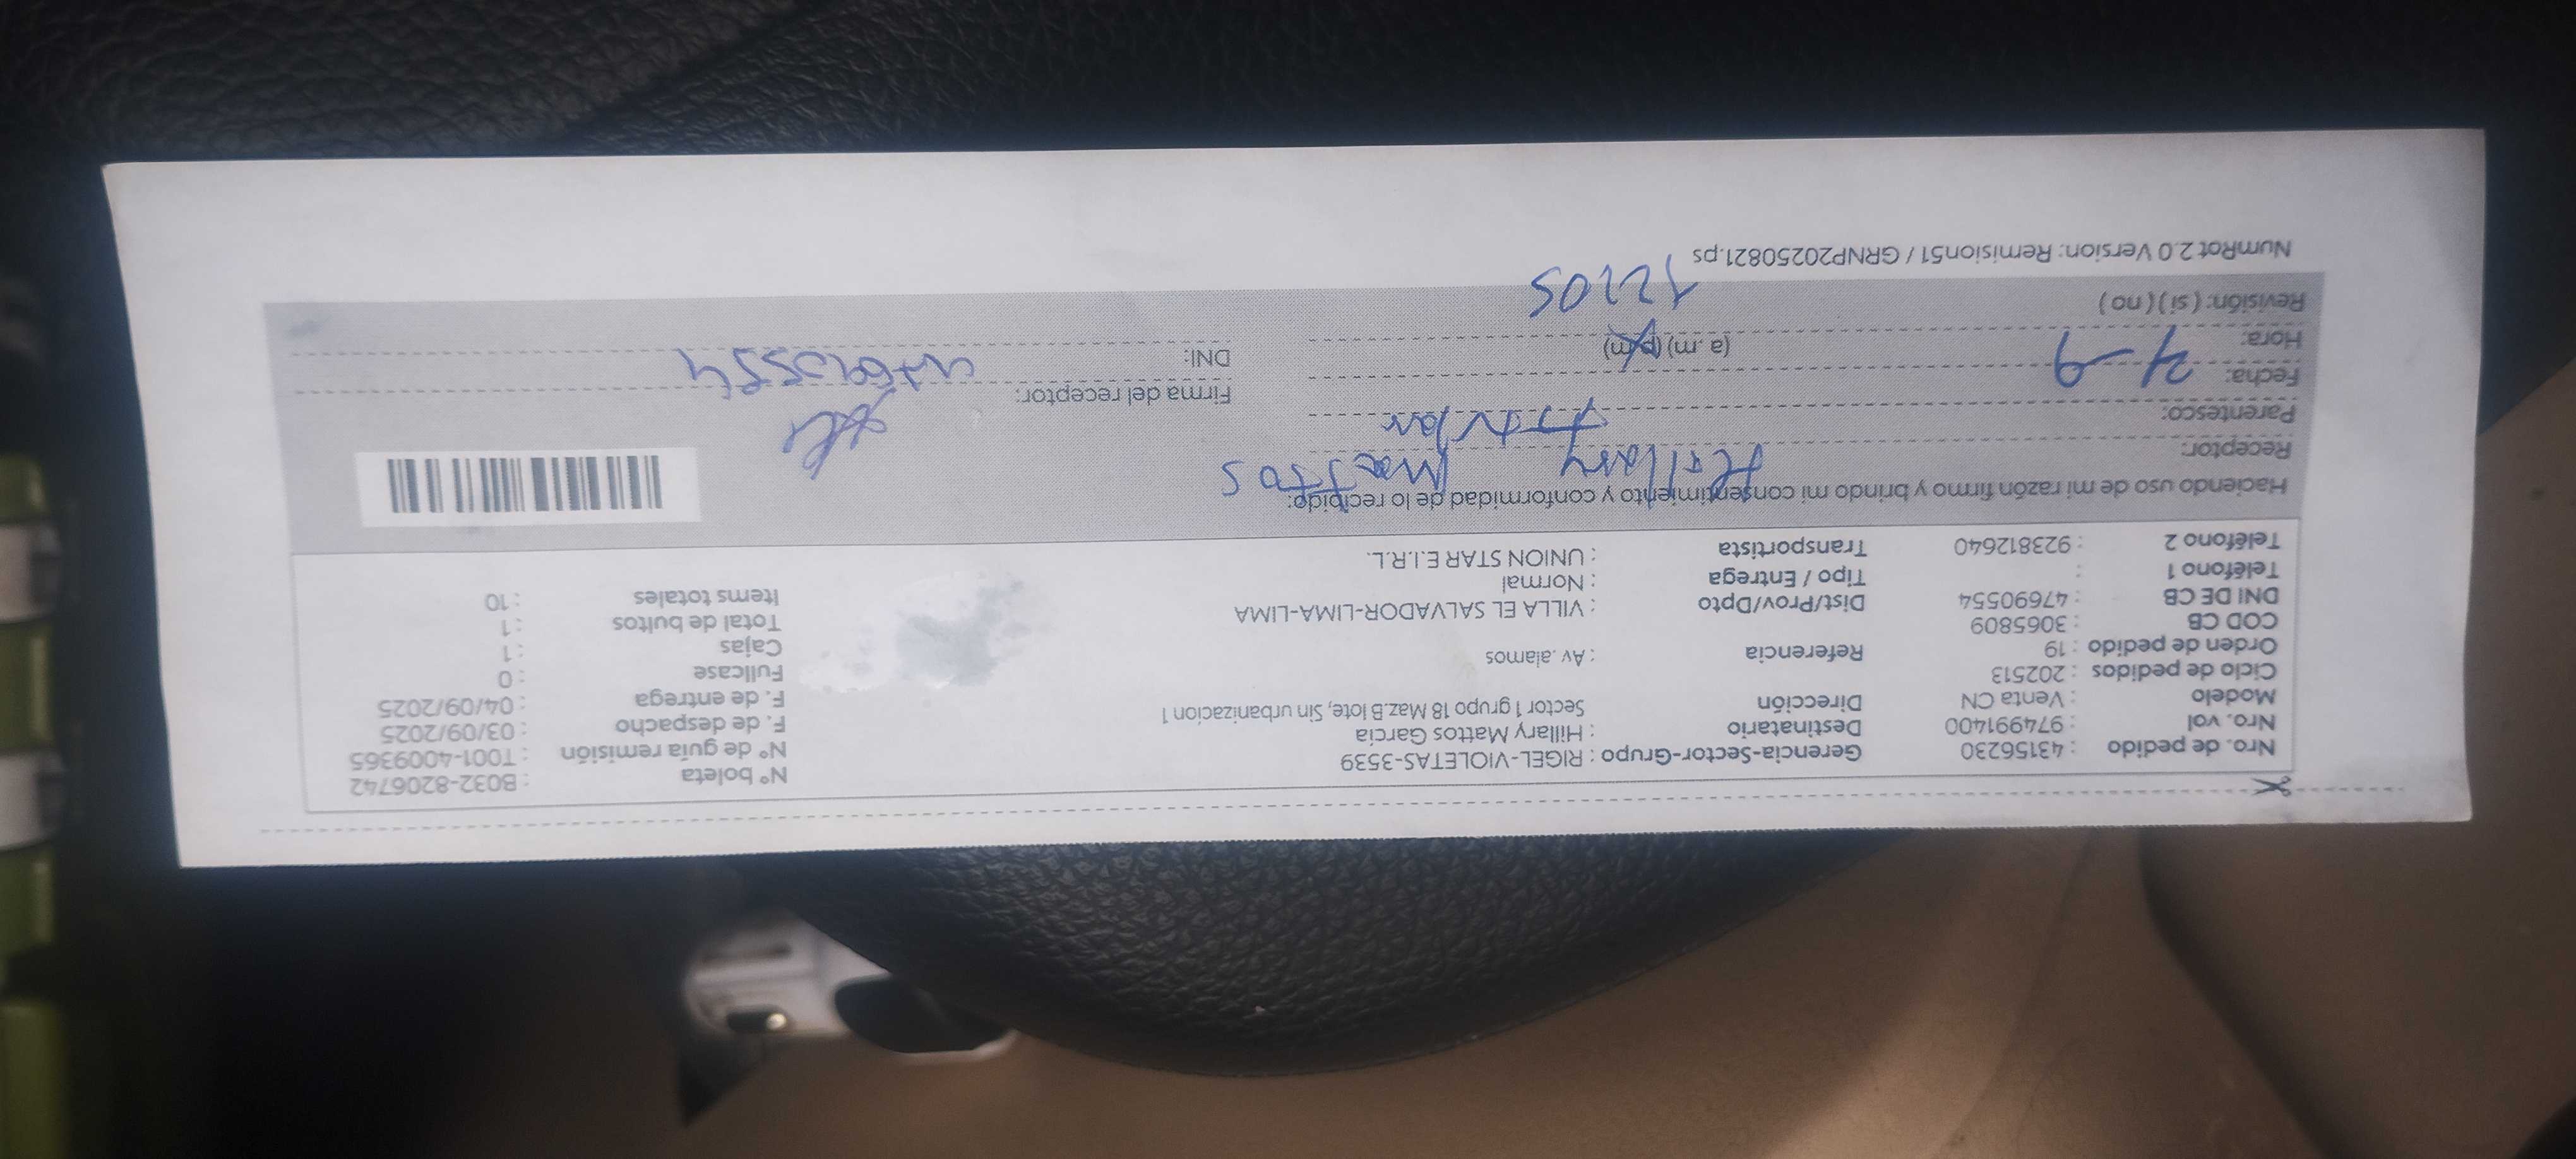 Nro. de pedido : 43156230 Gerencia-Sector-Grupo : RIGEL-VIOLETAS-3539 N° boleta : B032-8206742
Nro. vol : 974991400 Destinatario : Hillary Mattos Garcia N° de guía remisión : T001-4009365
Modelo : Venta CN Dirección Sector 1 grupo 18 Maz.B lote, Sin urbanizacion 1 F. de despacho : 03/09/2025
Ciclo de pedidos : 202513 F. de entrega : 04/09/2025
Orden de pedido : 19 Referencia : Av .alamos Fullcase : 0
COD CB : 3065809 Cajas : 1
DNI DE CB : 47690554 Dist/Prov/Dpto : VILLA EL SALVADOR-LIMA-LIMA Total de bultos : 1
Teléfono 1 : Tipo / Entrega : Normal Items totales : 10
Teléfono 2 : 923812640 Transportista : UNION STAR E.I.R.L.
Haciendo uso de mi razón firmo y brindo mi consentimiento y conformidad de lo recibido:
Receptor: Hillary Mattos
Parentesco: Titular Firma del receptor:
Fecha: 4-9 DNI: 47690554
Hora: (a .m) (p.m)
12:05
Revisión: ( si ) ( no )
NumRot 2.0 Version: Remision51 / GRNP20250821.ps